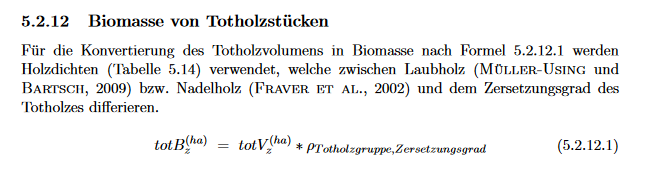 5.2.12 Biomasse von Totholzstücken
Für die Konvertierung des Totholzvolumens in Biomasse nach Formel 5.2.12.1 werden
Holzdichten (Tabelle 5.14) verwendet, welche zwischen Laubholz (MÜLLER-USING und
BARTSCH, 2009) bzw. Nadelholz (FRAVER ET AL., 2002) und dem Zersetzungsgrad des
Totholzes differieren.
totB_z^{(ha)} = totV_z^{(ha)} * ρ_{Totholzgruppe,Zersetzungsgrad} (5.2.12.1)